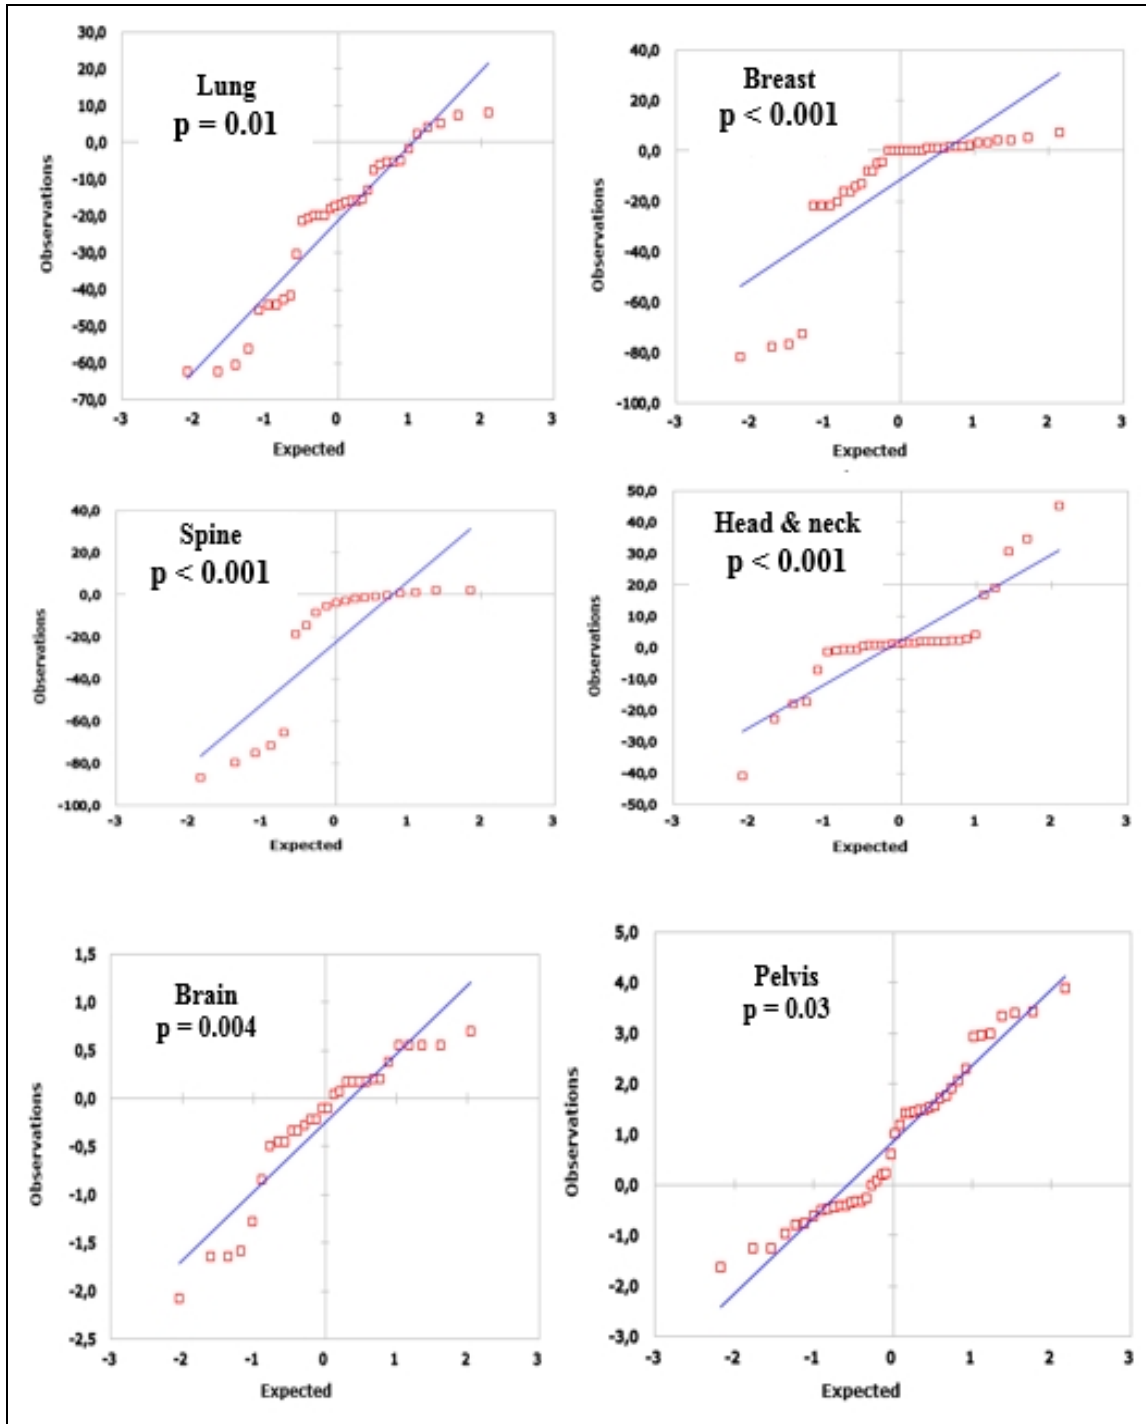 Lung
p = 0.01
30,0
20,0
10,0
0,0
-10,0
-20,0
-30,0
-40,0
-50,0
-60,0
-70,0
-3 -2 -1 0 1 2 3
Observations
Expected
Breast
p < 0.001
40,0
20,0
0,0
-20,0
-40,0
-60,0
-80,0
-100,0
-3 -2 -1 0 1 2 3
Observations
Expected
Spine
p < 0.001
40,0
20,0
0,0
-20,0
-40,0
-60,0
-80,0
-100,0
-3 -2 -1 0 1 2 3
Observations
Expected
Head & neck
p < 0.001
50,0
40,0
30,0
20,0
10,0
0,0
-10,0
-20,0
-30,0
-40,0
-50,0
-3 -2 -1 0 1 2 3
Observations
Expected
Brain
p = 0.004
1,5
1,0
0,5
0,0
-0,5
-1,0
-1,5
-2,0
-2,5
-3 -2 -1 0 1 2 3
Observations
Expected
Pelvis
p = 0.03
5,0
4,0
3,0
2,0
1,0
0,0
-1,0
-2,0
-3,0
-3 -2 -1 0 1 2 3
Observations
Expected